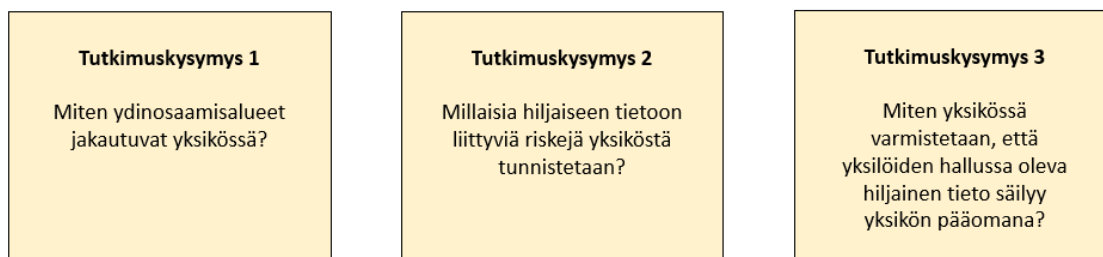 Tutkimuskysymys 1
Miten ydinosaamisalueet
jakautuvat yksikössä?
Tutkimuskysymys 2
Millaisia hiljaiseen tietoon
liittyviä riskejä yksiköstä
tunnistetaan?
Tutkimuskysymys 3
Miten yksikössä
varmistetaan, että
yksilöiden hallussa oleva
hiljainen tieto säilyy
yksikön pääomana?